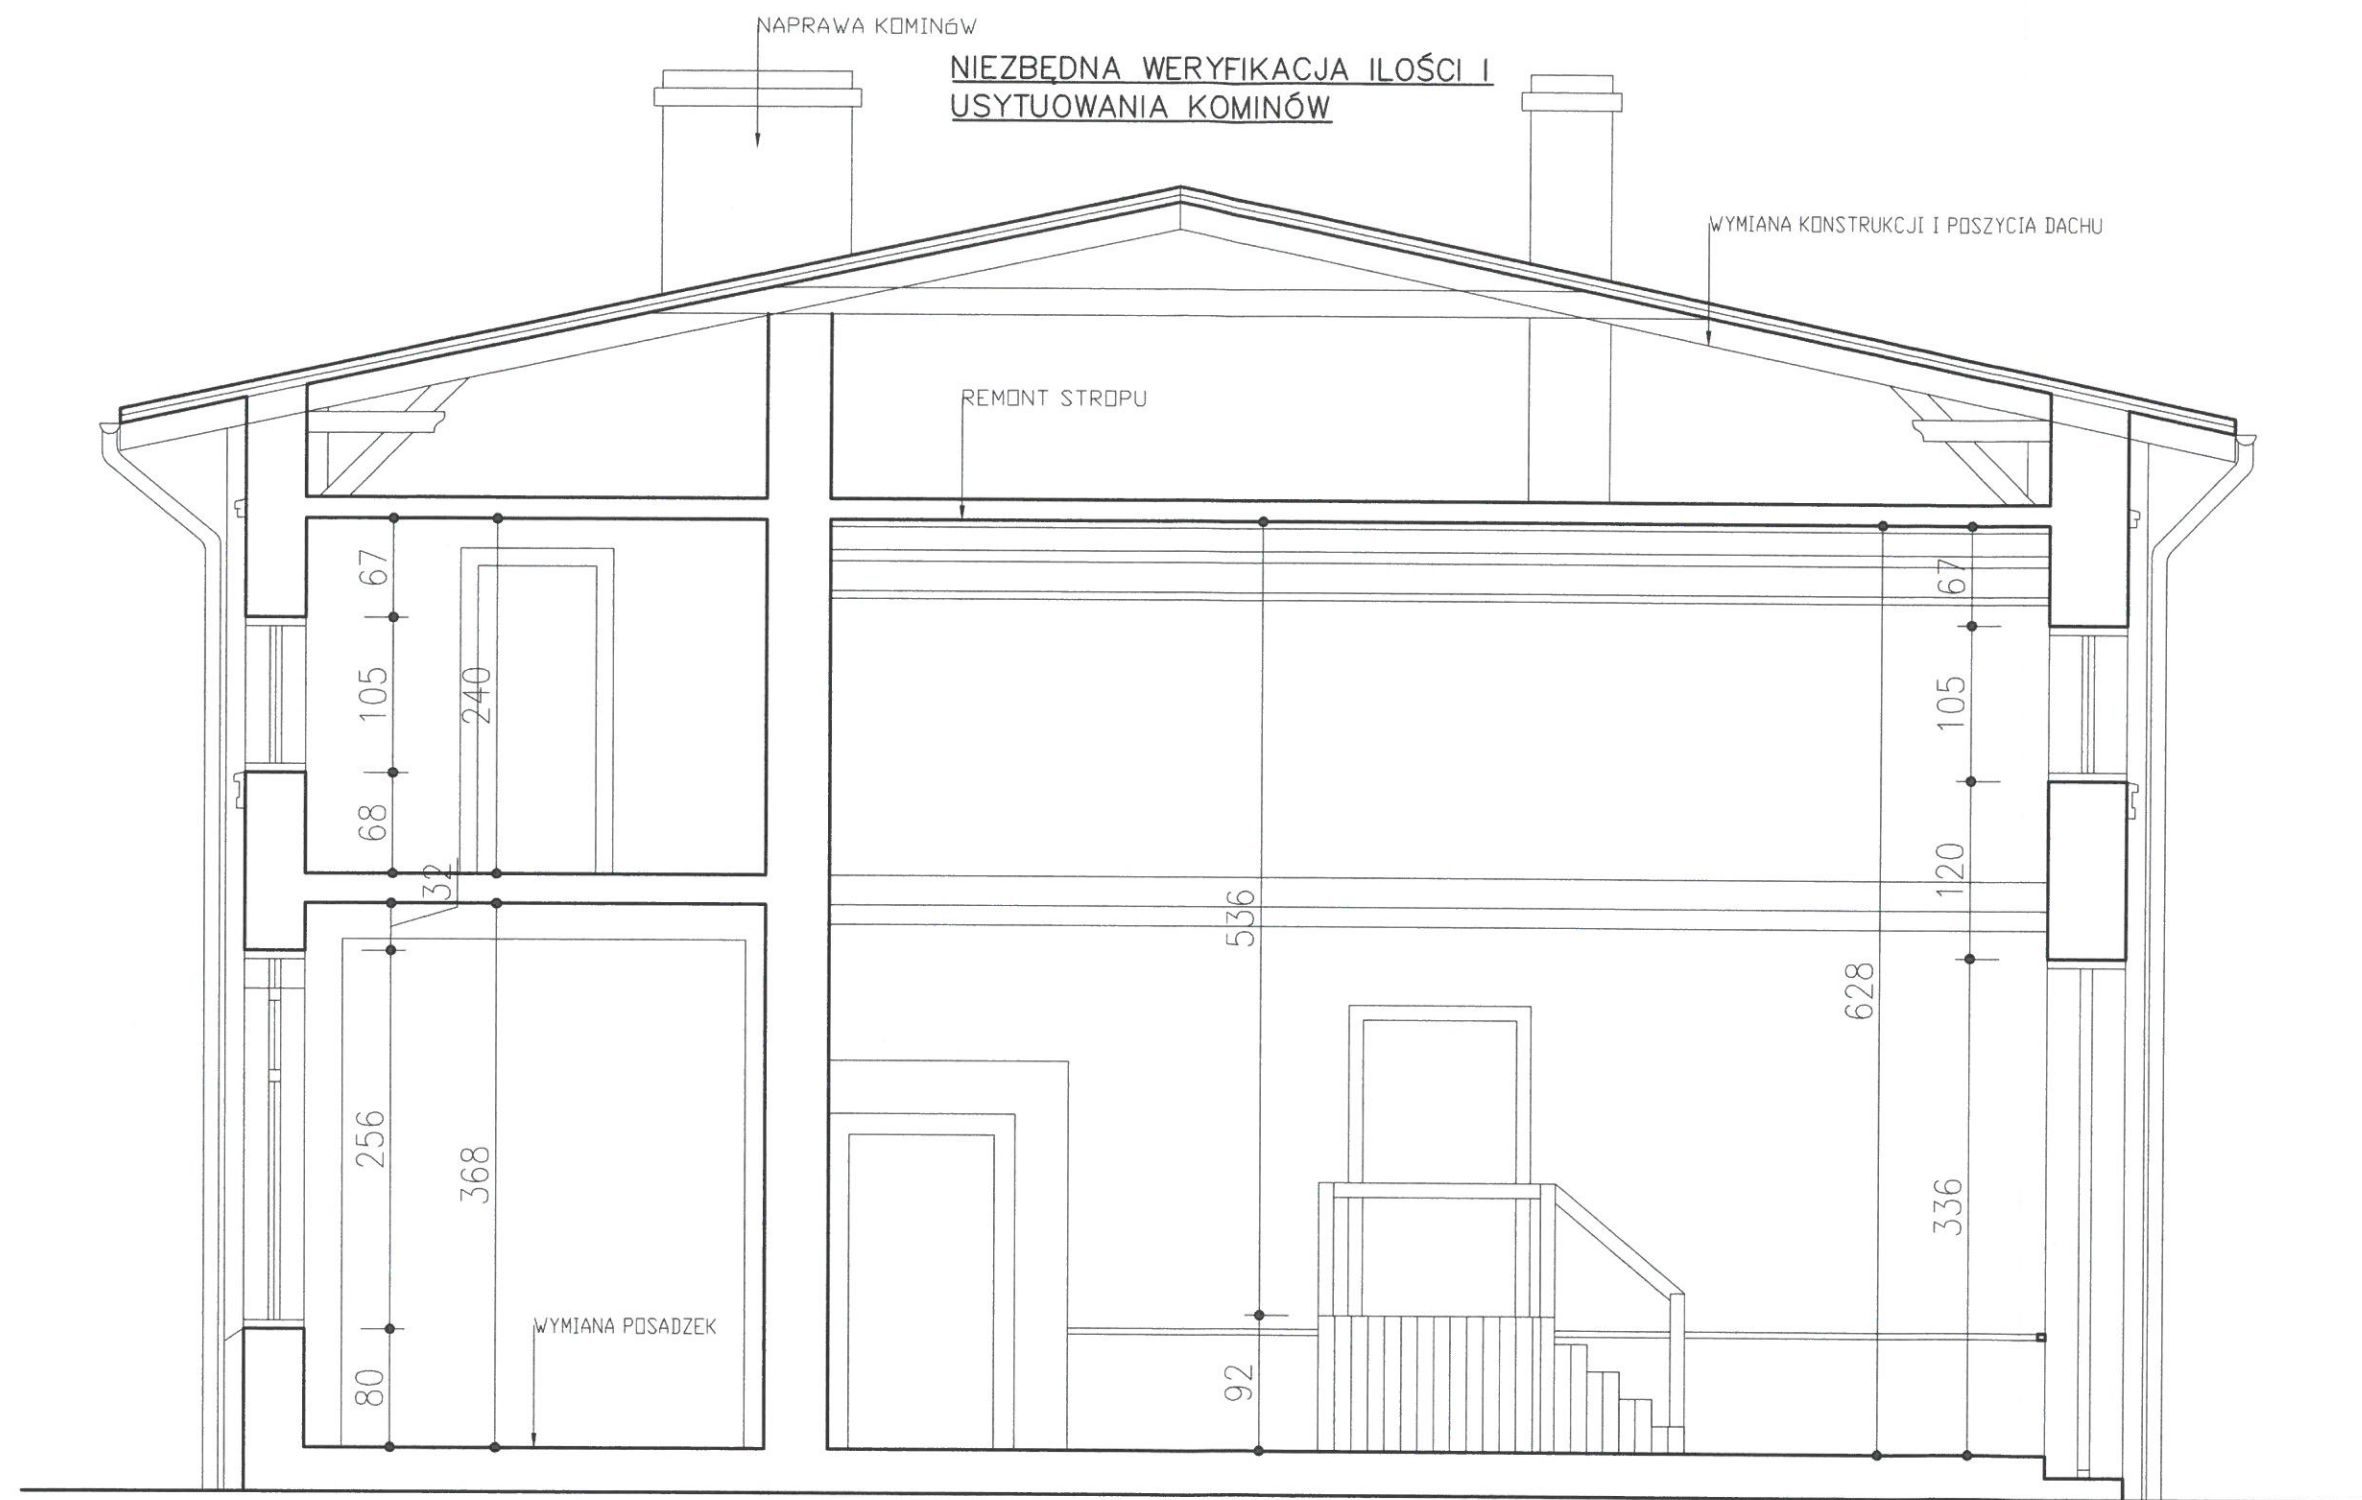 NAPRAWA KOMINÓW
NIEZBĘDNA WERYFIKACJA ILOŚCI I
USYTUOWANIA KOMINÓW
WYMIANA KONSTRUKCJI I POSZYCIA DACHU
REMONT STROPU
67
105
240
68
32
67
105
120
536
628
256
368
336
WYMIANA POSADZEK
80
92